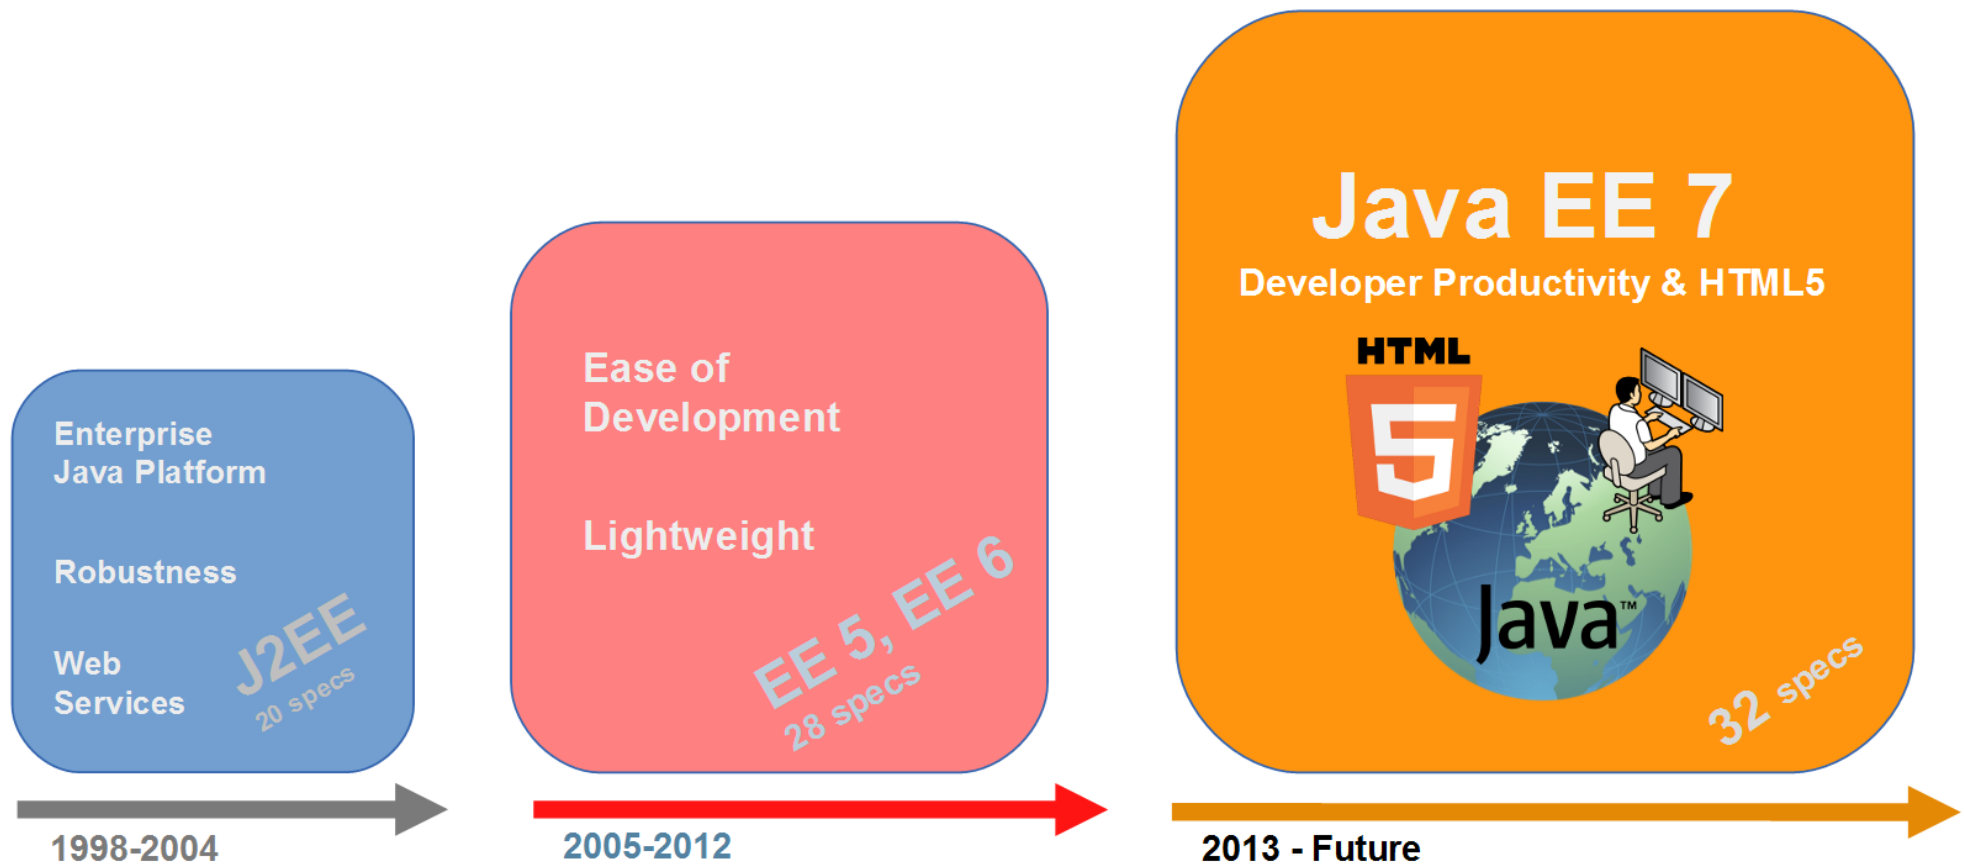 Enterprise
Java Platform
Robustness
Web
Services
J2EE
20 specs
1998-2004
Ease of
Development
Lightweight
EE 5, EE 6
28 specs
2005-2012
Java EE 7
Developer Productivity & HTML5
HTML
5
Java™
32 specs
2013 - Future